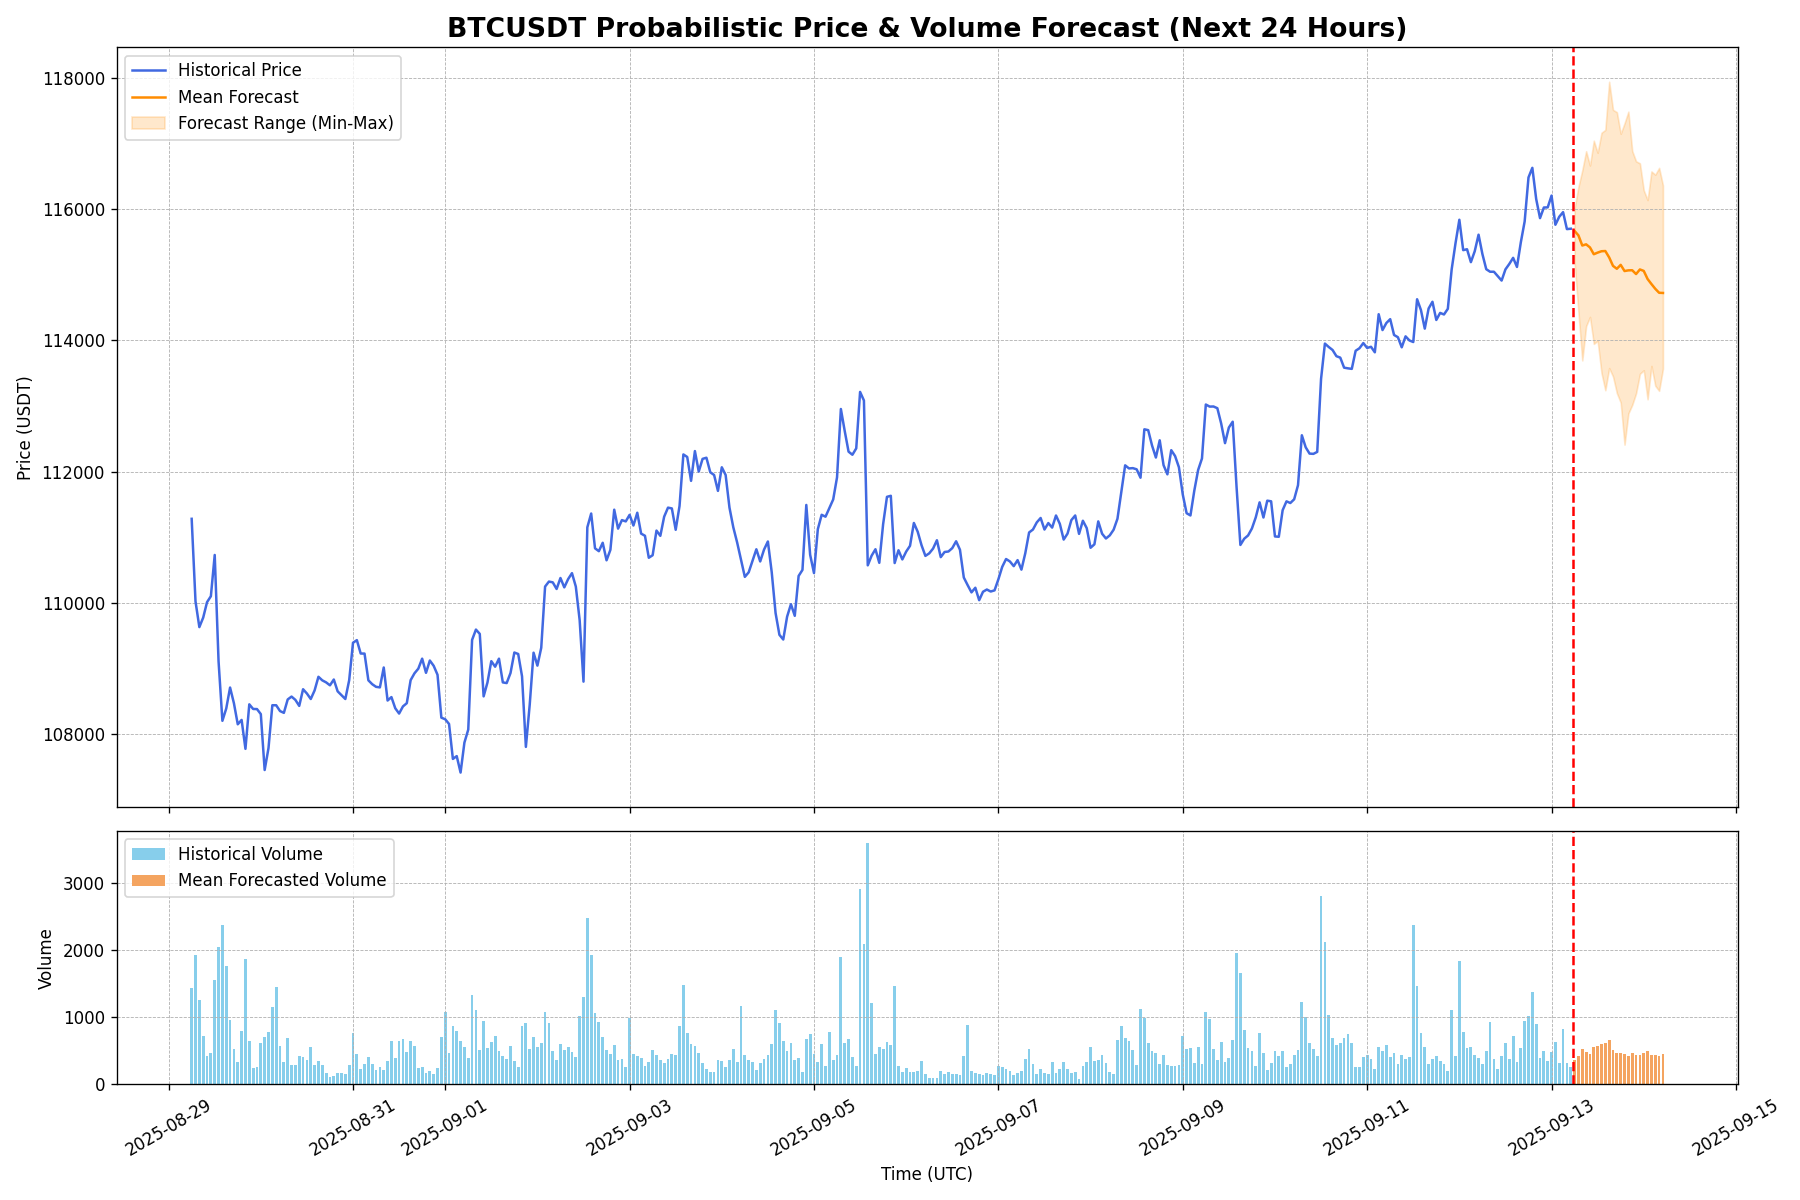 BTCUSDT Probabilistic Price & Volume Forecast (Next 24 Hours)
Historical Price
Mean Forecast
Forecast Range (Min-Max)
118000
116000
114000
112000
110000
108000
Price (USDT)
Historical Volume
Mean Forecasted Volume
3000
2000
1000
0
Volume
2025-08-29
2025-08-31
2025-09-01
2025-09-03
2025-09-05
2025-09-07
2025-09-09
2025-09-11
2025-09-13
2025-09-15
Time (UTC)